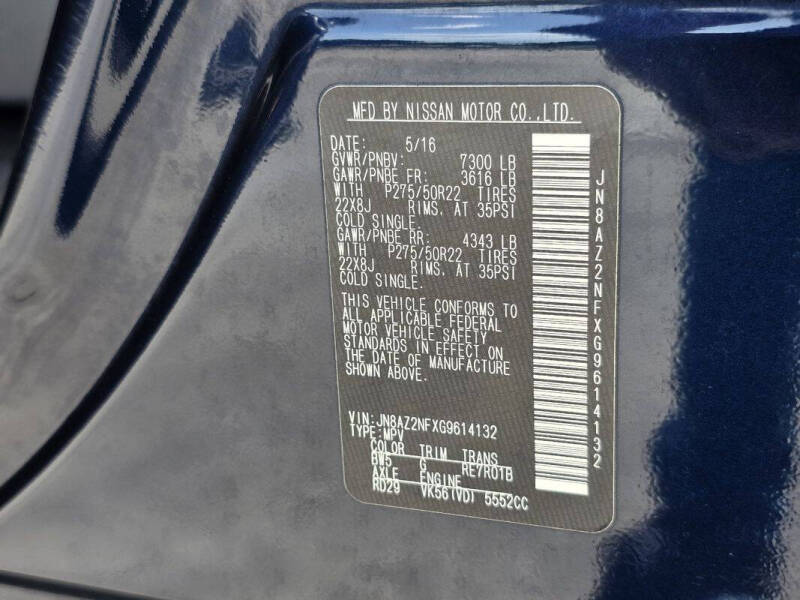 MFD BY NISSAN MOTOR CO.,LTD.
DATE: 5/16
GVWR/PNBV: 7300 LB
GAWR/PNBE FR: 3616 LB
WITH P275/50R22 TIRES
22X8J RIMS. AT 35PSI
COLD SINGLE.
GAWR/PNBE RR: 4343 LB
WITH P275/50R22 TIRES
22X8J RIMS. AT 35PSI
COLD SINGLE.
THIS VEHICLE CONFORMS TO
ALL APPLICABLE FEDERAL
MOTOR VEHICLE SAFETY
STANDARDS IN EFFECT ON
THE DATE OF MANUFACTURE
SHOWN ABOVE.
VIN: JN8AZ2NFXG9614132
TYPE: MPV
COLOR TRIM TRANS
BW5 G RE7R01B
AXLE ENGINE
RD29 VK56(VD) 5552CC
JN8AZ2NFXG9614132